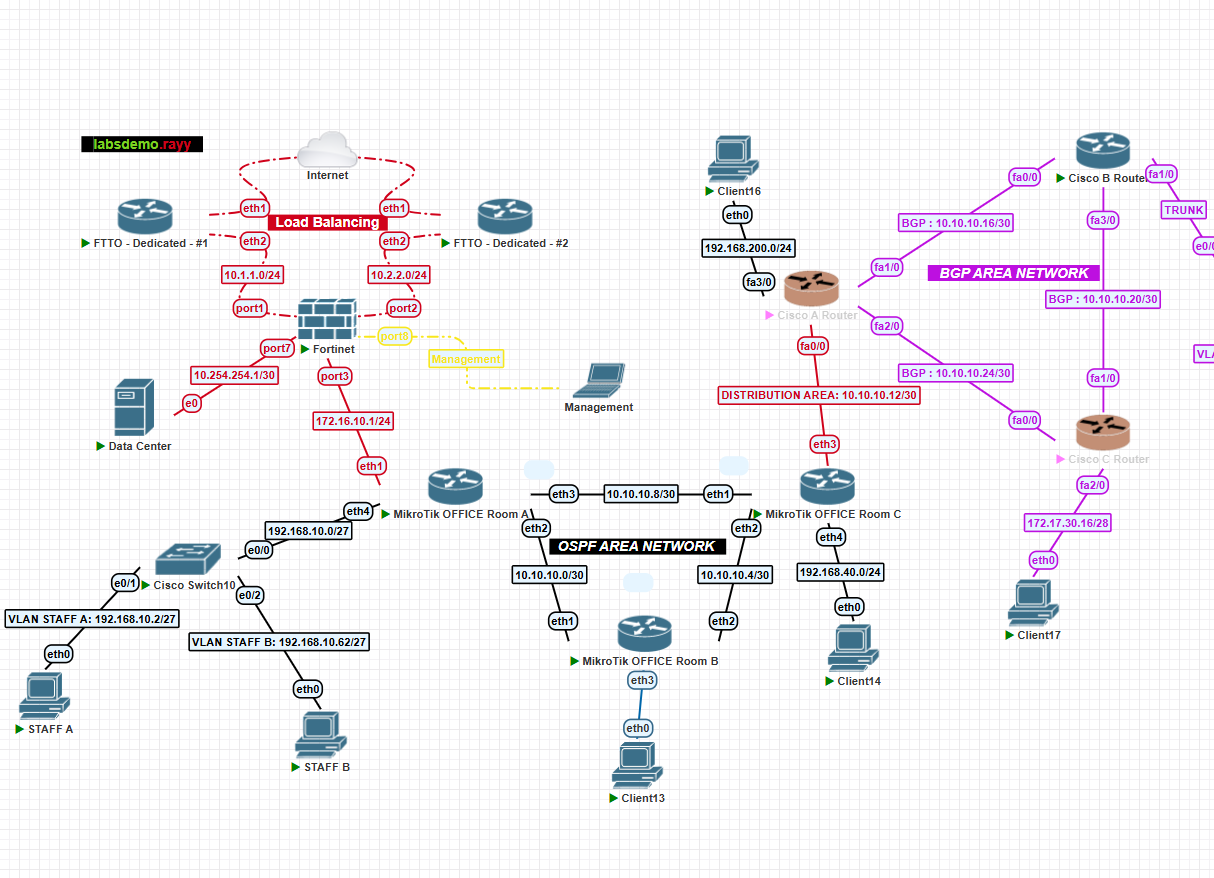 labsdemo.rayy
Internet
Client16
Cisco B Router
fa1/0
fa0/0
eth1
eth1
Load Balancing
FTTO - Dedicated - #1
FTTO - Dedicated - #2
eth2
eth2
eth0
TRUNK
BGP : 10.10.10.16/30
fa3/0
192.168.200.0/24
e0/0
10.1.1.0/24
10.2.2.0/24
fa1/0
BGP AREA NETWORK
fa3/0
BGP : 10.10.10.20/30
port1
port2
Cisco A Router
fa2/0
port8
port7
Fortinet
fa0/0
Management
10.254.254.1/30
port3
BGP : 10.10.10.24/30
fa1/0
e0
Management
DISTRIBUTION AREA: 10.10.10.12/30
172.16.10.1/24
fa0/0
Data Center
eth3
Cisco C Router
eth1
fa2/0
eth3
10.10.10.8/30
eth1
eth4
MikroTik OFFICE Room A
MikroTik OFFICE Room C
172.17.30.16/28
192.168.10.0/27
eth2
eth2
eth4
e0/0
OSPF AREA NETWORK
eth0
e0/1
Cisco Switch10
10.10.10.0/30
10.10.10.4/30
192.168.40.0/24
e0/2
eth0
VLAN STAFF A: 192.168.10.2/27
eth1
eth2
VLAN STAFF B: 192.168.10.62/27
Client17
eth0
MikroTik OFFICE Room B
eth3
Client14
eth0
STAFF A
eth0
STAFF B
Client13